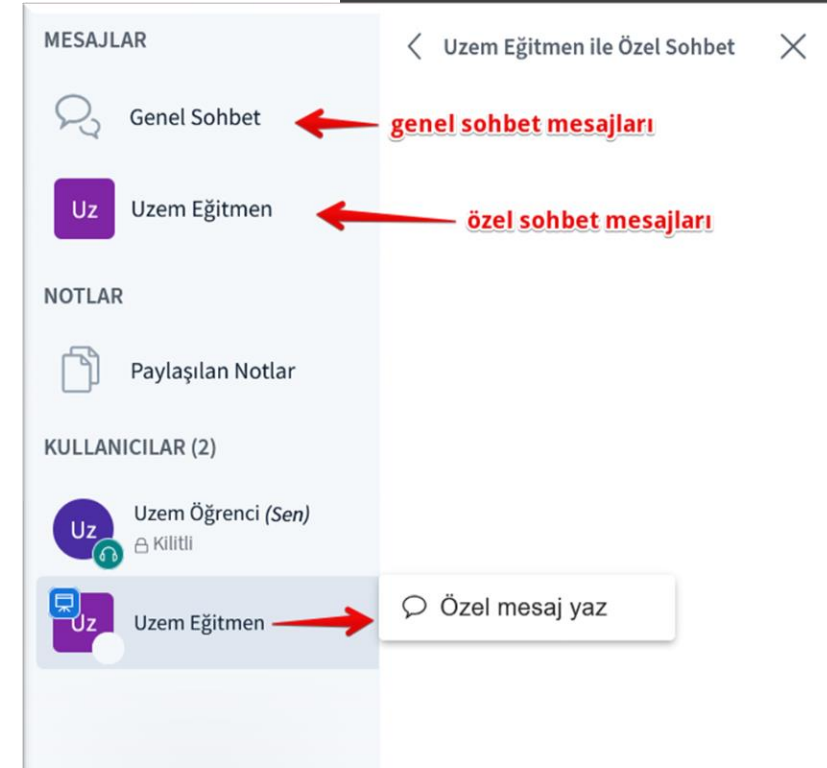 MESAJLAR
Uzem Eğitmen ile Özel Sohbet
Genel Sohbet
genel sohbet mesajları
Uz
Uzem Eğitmen
özel sohbet mesajları
NOTLAR
Paylaşılan Notlar
KULLANICILAR (2)
Uz
Uzem Öğrenci (Sen)
Kilitli
Uz
Uzem Eğitmen
Özel mesaj yaz